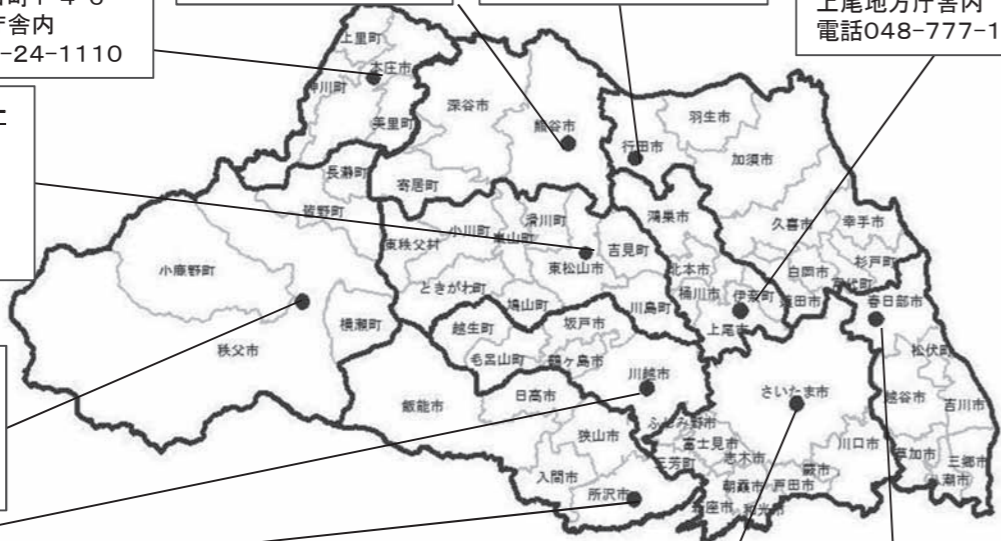 庁舎内
-24-1110
上尾地方庁舎内
電話048-777-1
上里町
本庄市
神川町
美里町
深谷市
熊谷市
行田市
羽生市
加須市
長瀞町
皆野町
寄居町
小川町
嵐山町
滑川町
東秩父村
ときがわ町
東松山市
吉見町
鳩山町
川島町
鴻巣市
北本市
桶川市
伊奈町
上尾市
久喜市
幸手市
白岡市
杉戸町
宮代町
蓮田市
春日部市
小鹿野町
秩父市
横瀬町
越生町
毛呂山町
坂戸市
鶴ヶ島市
川越市
飯能市
日高市
狭山市
入間市
所沢市
ふじみ野市
富士見市
三芳町
志木市
朝霞市
新座市
和光市
さいたま市
川口市
蕨市
戸田市
松伏町
越谷市
吉川市
草加市
三郷市
八潮市